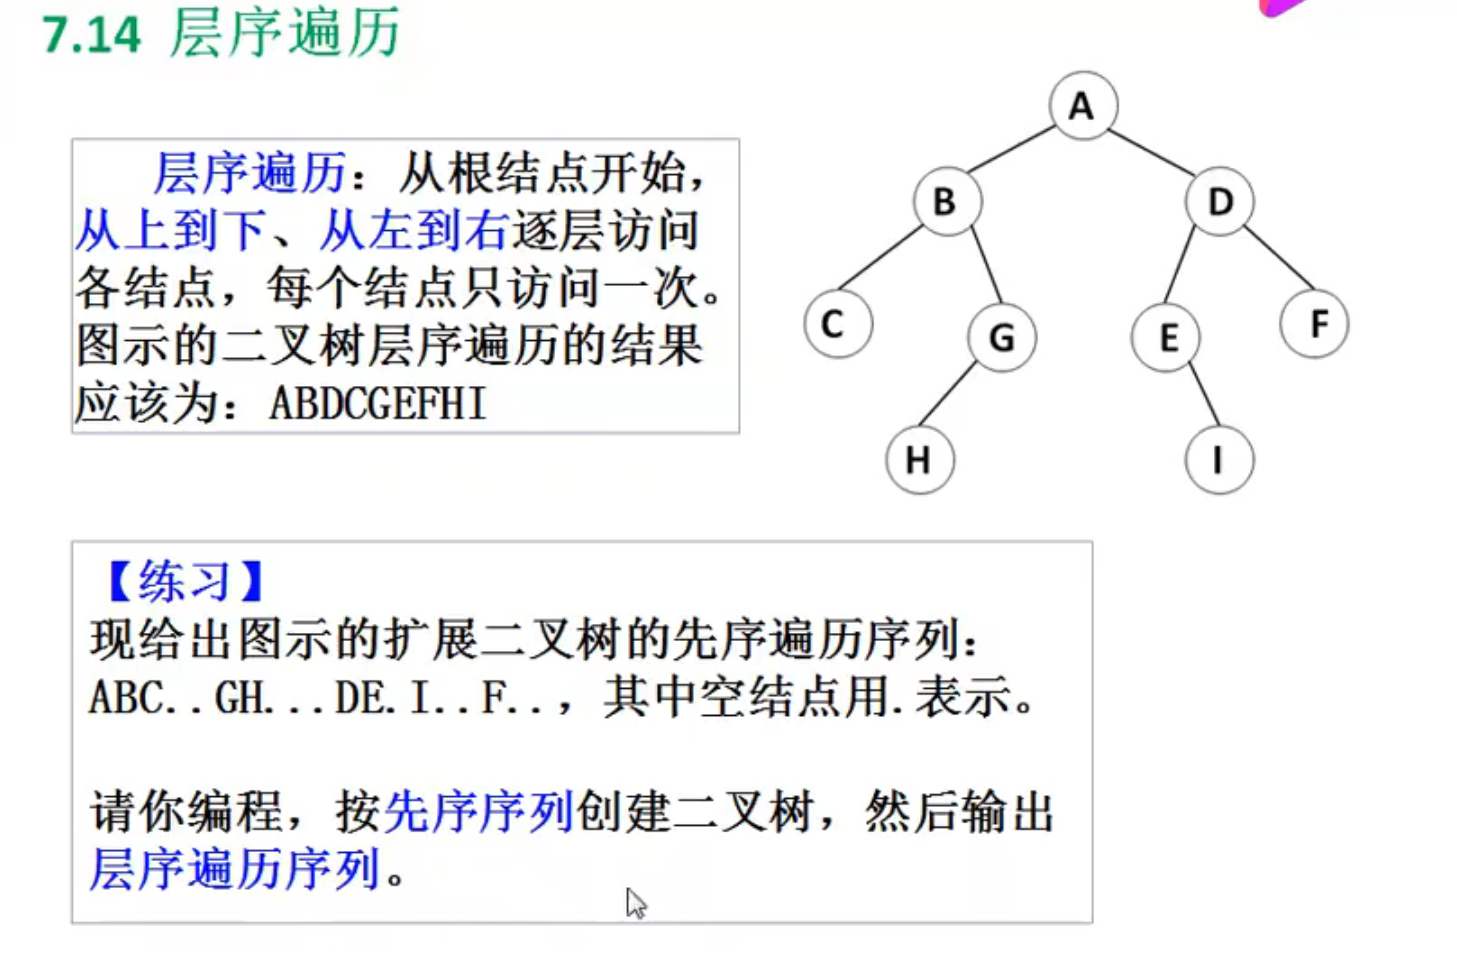 7.14 层序遍历
层序遍历：从根结点开始，
从上到下、从左到右逐层访问
各结点，每个结点只访问一次。
图示的二叉树层序遍历的结果
应该为：ABDCGEFHI
A
B
D
C
G
E
F
H
I
【练习】
现给出图示的扩展二叉树的先序遍历序列：
ABC..GH...DE.I..F..，其中空结点用.表示。
请你编程，按先序序列创建二叉树，然后输出
层序遍历序列。